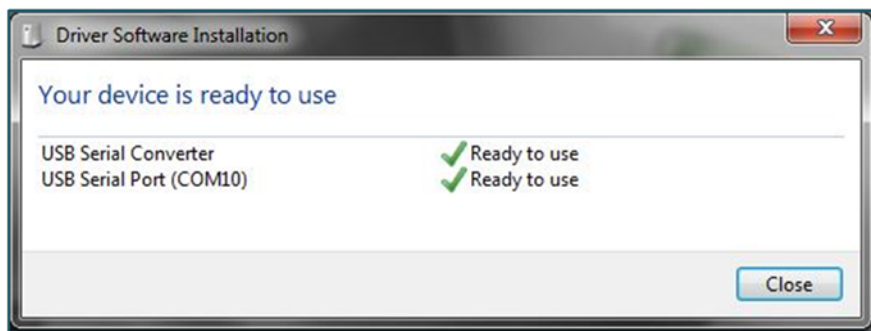 Driver Software Installation
Your device is ready to use
USB Serial Converter Ready to use
USB Serial Port (COM10) Ready to use
Close